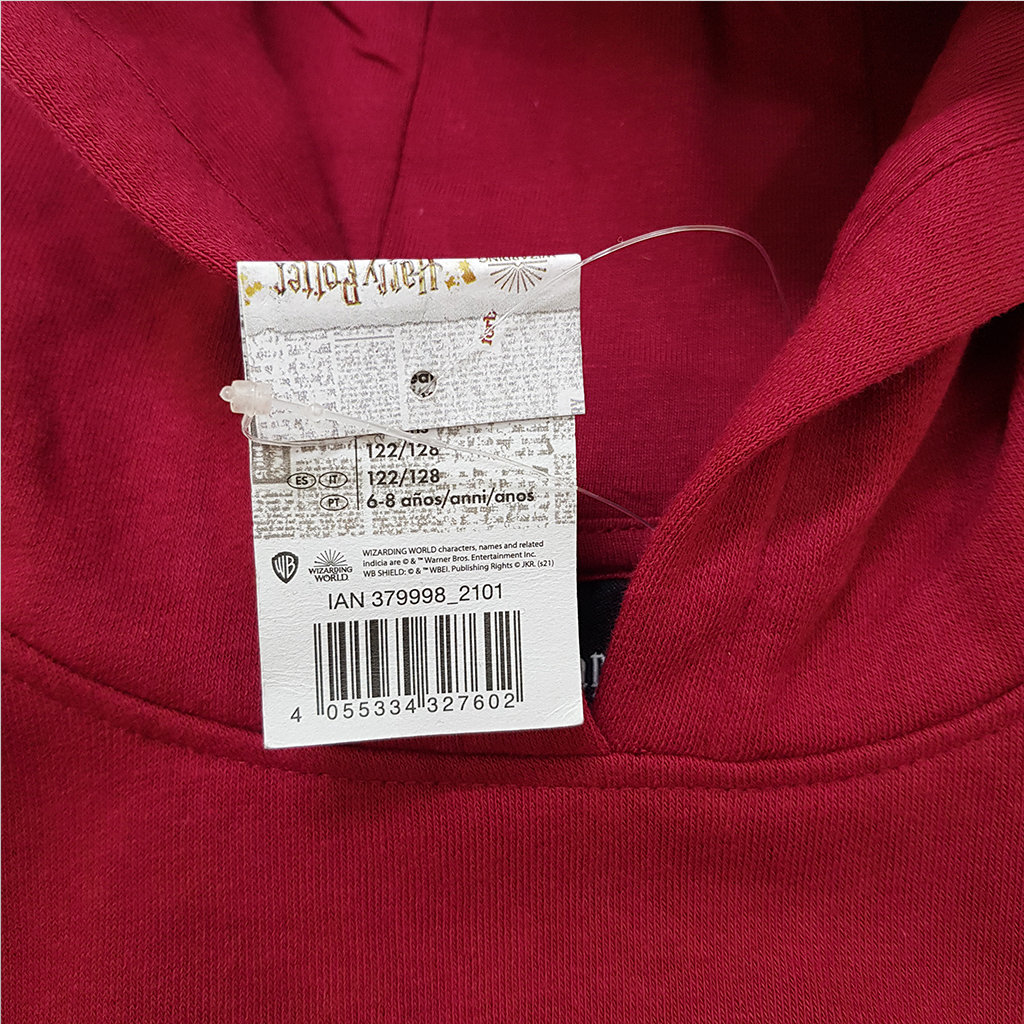 Harry Potter
WIZARDING
122/128
ES IT 122/128
PT 6-8 años/anni/anos
WB WIZARDING WORLD
WIZARDING WORLD characters, names and related
indicia are © & ™ Warner Bros. Entertainment Inc.
WB SHIELD: © & ™ WBEI. Publishing Rights © JKR. (s21)
IAN 379998_2101
4 055334 327602